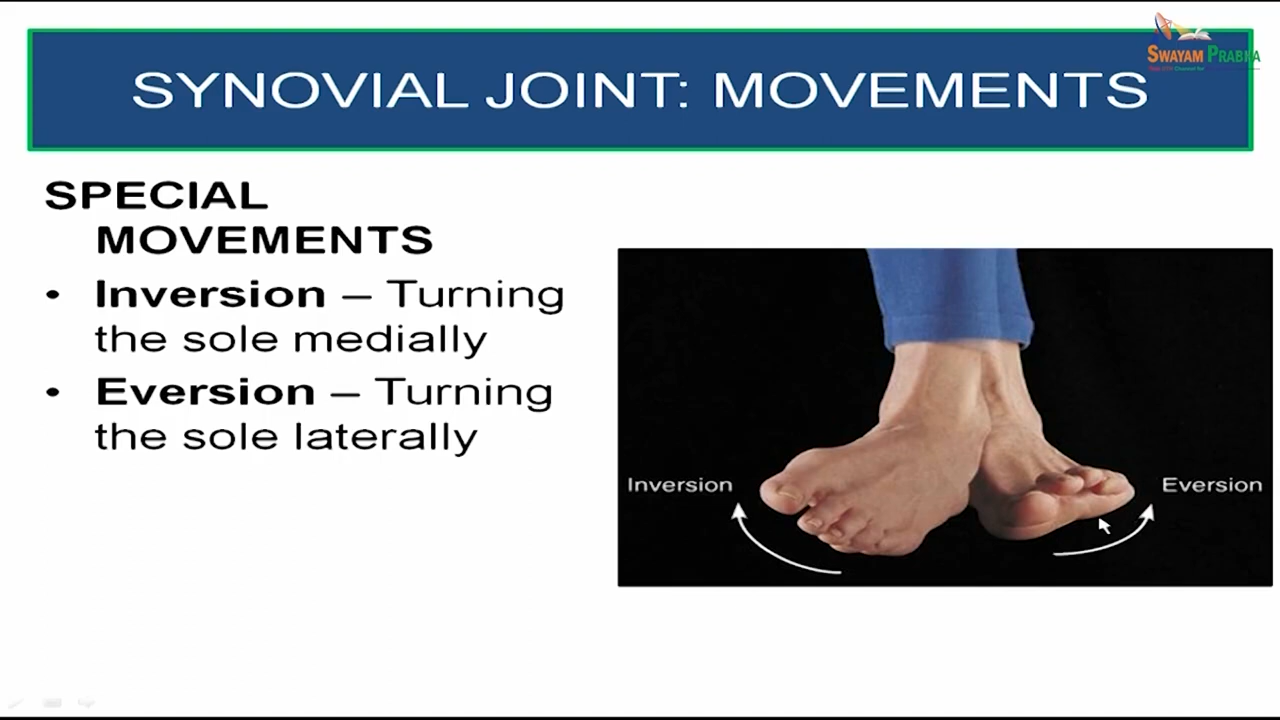 SWAYAM PRABHA
SYNOVIAL JOINT: MOVEMENTS
SPECIAL
MOVEMENTS
• Inversion – Turning
the sole medially
• Eversion – Turning
the sole laterally
Inversion
Eversion